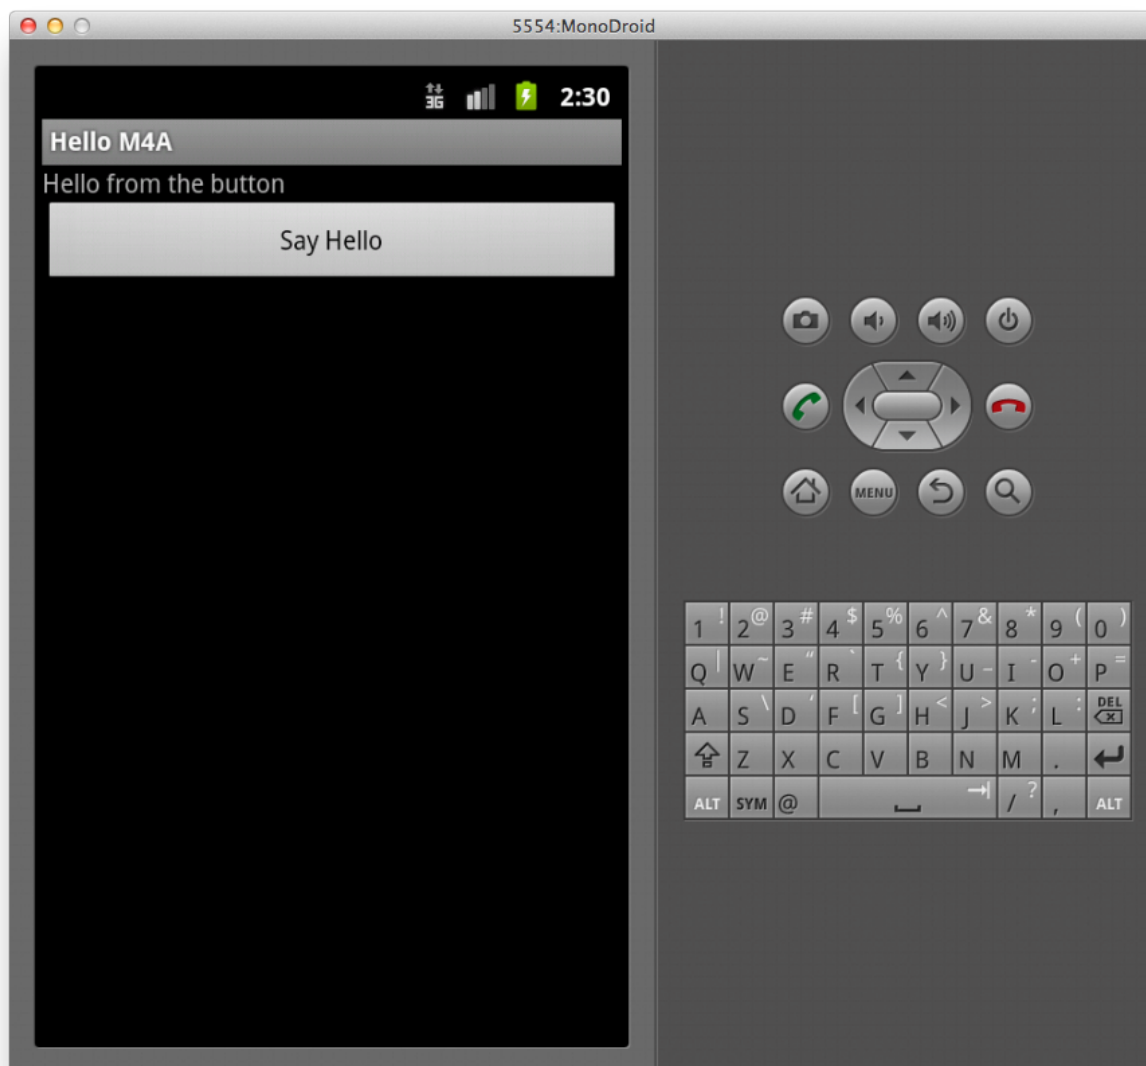 5554:MonoDroid
3G 2:30
Hello M4A
Hello from the button
Say Hello
MENU
1 ! 2 @ 3 # 4 $ 5 % 6 ^ 7 & 8 * 9 ( 0 )
Q | W ~ E " R ` T { Y } U _ I - O + P =
A S \ D ' F [ G ] H < J > K ; L : DEL
Z X C V B N M .
ALT SYM @ / ? , ALT